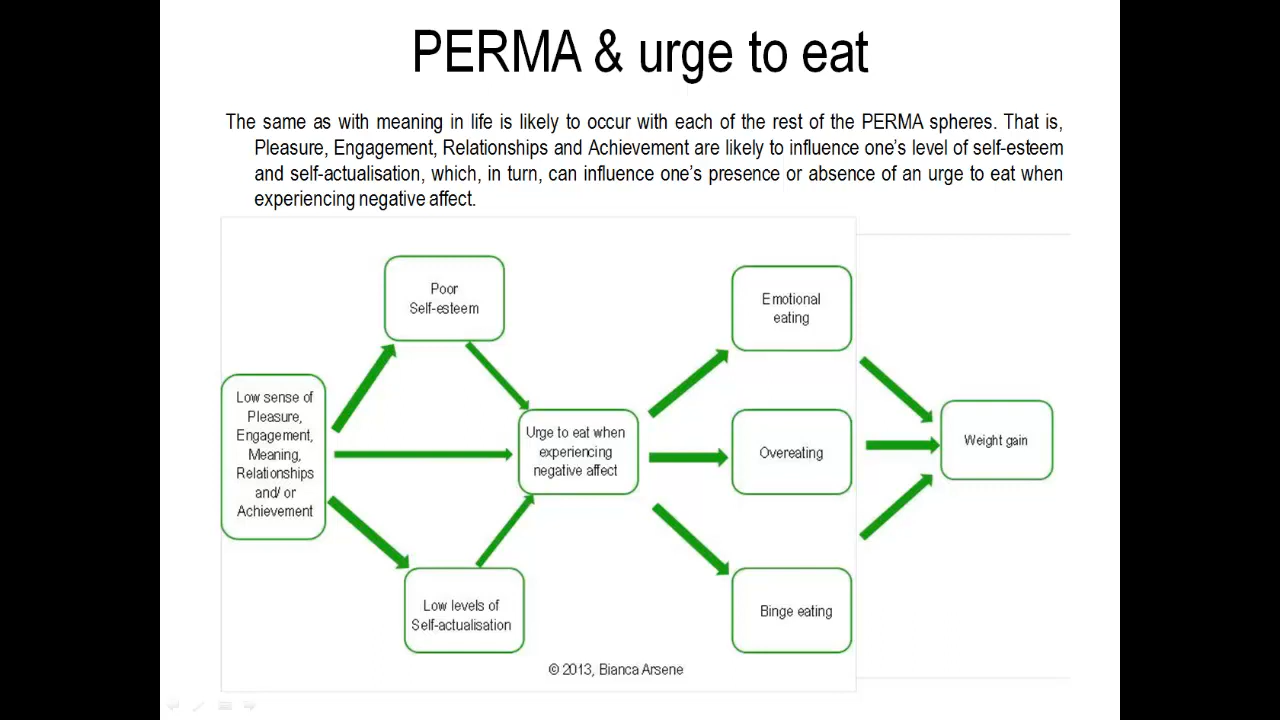 PERMA & urge to eat
The same as with meaning in life is likely to occur with each of the rest of the PERMA spheres. That is,
Pleasure, Engagement, Relationships and Achievement are likely to influence one’s level of self-esteem
and self-actualisation, which, in turn, can influence one’s presence or absence of an urge to eat when
experiencing negative affect.
Low sense of
Pleasure,
Engagement,
Meaning,
Relationships
and/ or
Achievement
Poor
Self-esteem
Low levels of
Self-actualisation
Urge to eat when
experiencing
negative affect
Emotional
eating
Overeating
Binge eating
Weight gain
© 2013, Bianca Arsene